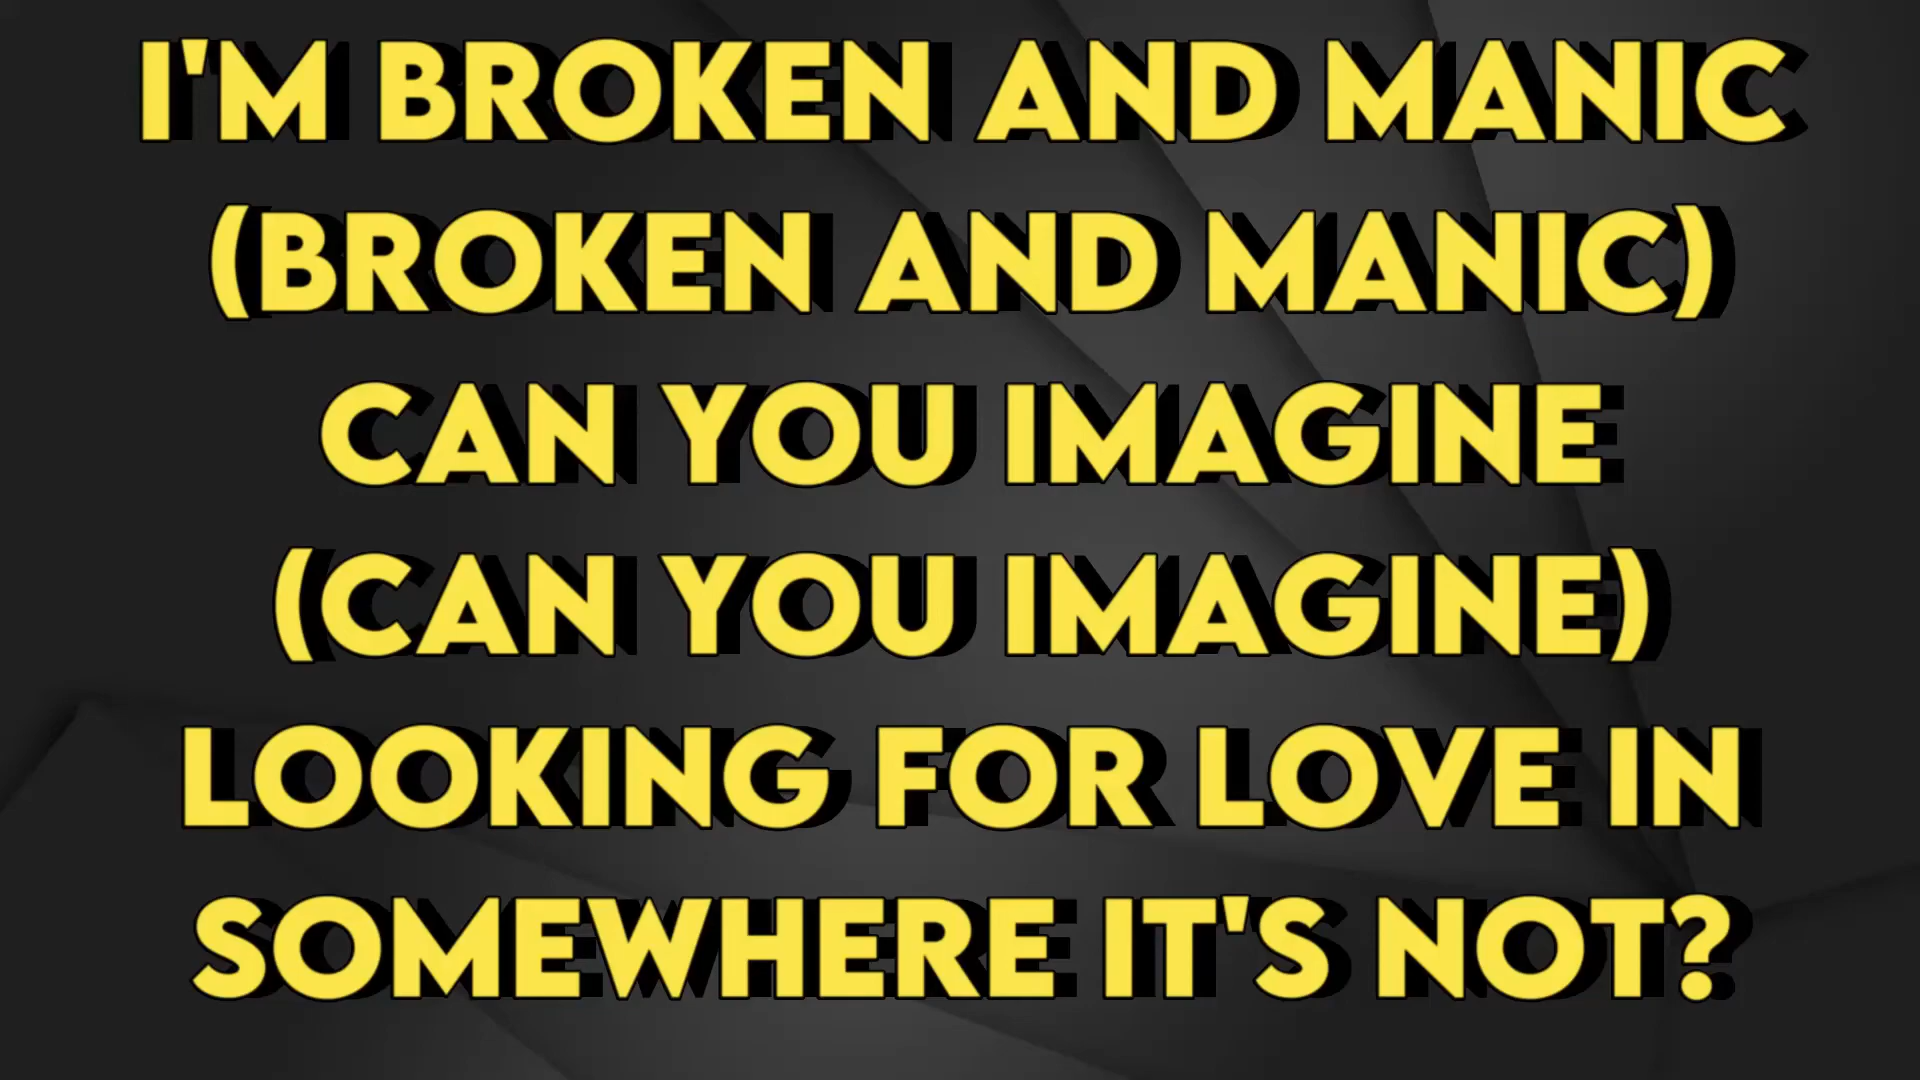 I'M BROKEN AND MANIC
(BROKEN AND MANIC)
CAN YOU IMAGINE
(CAN YOU IMAGINE)
LOOKING FOR LOVE IN
SOMEWHERE IT'S NOT?